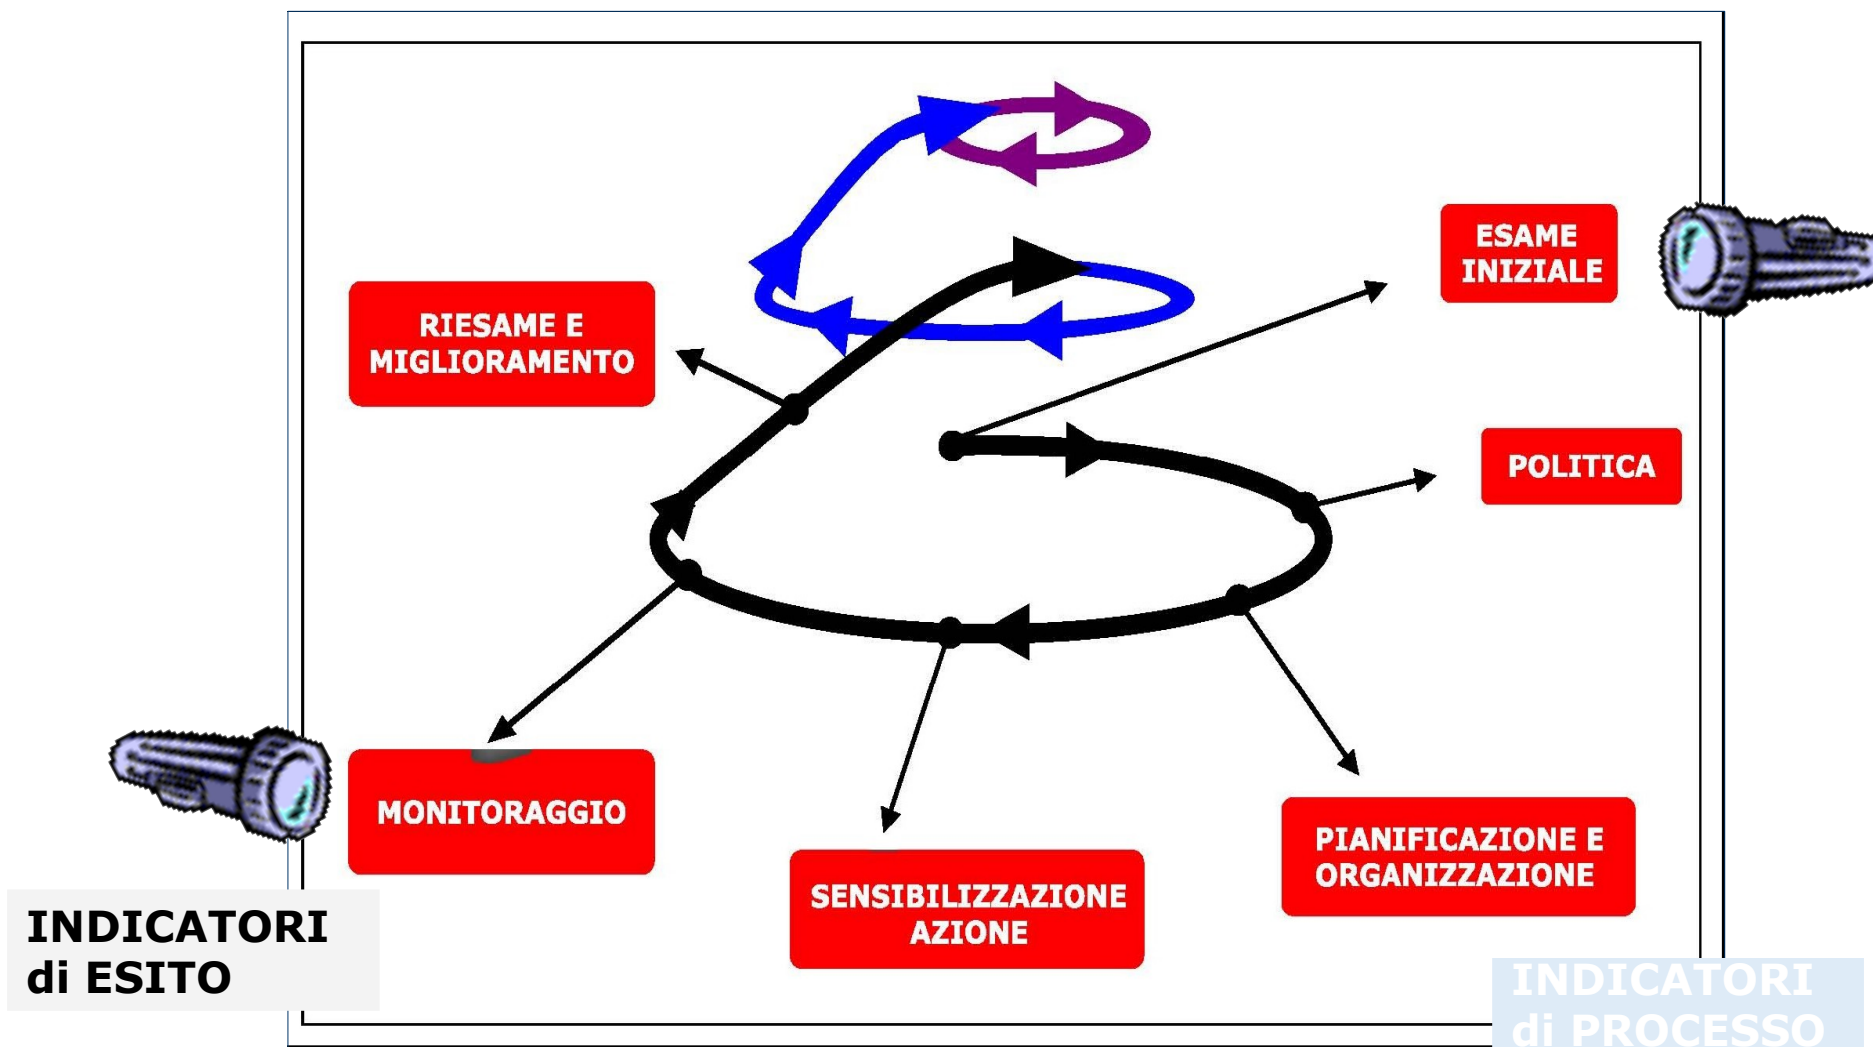 ESAME
INIZIALE
RIESAME E
MIGLIORAMENTO
POLITICA
MONITORAGGIO
PIANIFICAZIONE E
ORGANIZZAZIONE
SENSIBILIZZAZIONE
AZIONE
INDICATORI
di ESITO
INDICATORI
di PROCESSO